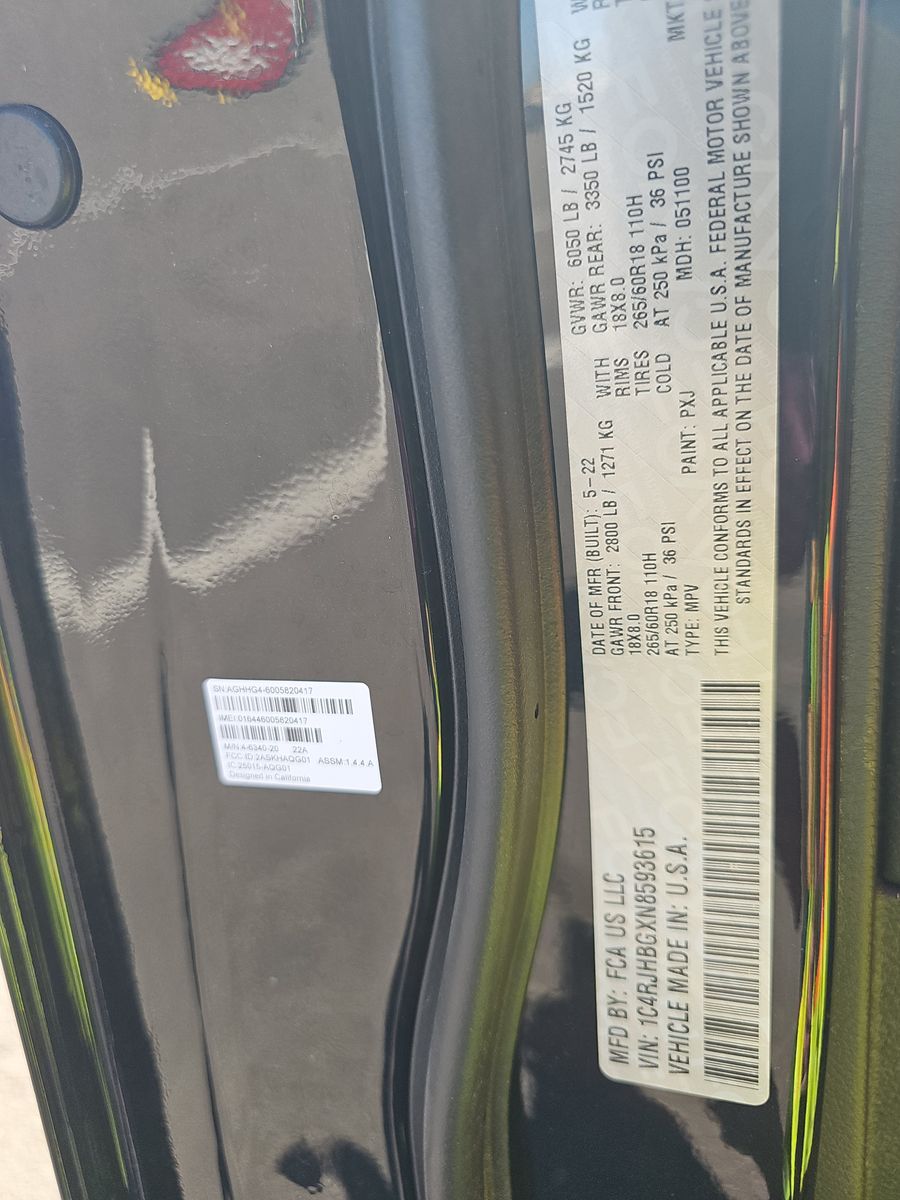 MFD BY: FCA US LLC
VIN: 1C4RJHBGXN8593615
VEHICLE MADE IN: U.S.A.
DATE OF MFR (BUILT): 5-22
GVWR: 6050 LB / 2745 KG
GAWR FRONT: 2800 LB / 1271 KG
WITH
GAWR REAR: 3350 LB / 1520 KG
18X8.0
RIMS
18X8.0
265/60R18 110H
TIRES
265/60R18 110H
AT 250 kPa / 36 PSI
COLD
AT 250 kPa / 36 PSI
TYPE: MPV
PAINT: PXJ
MDH: 051100
MKT
THIS VEHICLE CONFORMS TO ALL APPLICABLE U.S.A. FEDERAL MOTOR VEHICLE
STANDARDS IN EFFECT ON THE DATE OF MANUFACTURE SHOWN ABOVE
SN:AGHHG4-6005820417
IMEI:016446005820417
M/N:4-6340-20 22A
FCC ID:2ASKHAQG01 ASSM:1.4.4.A
IC:25015-AQG01
Designed in California